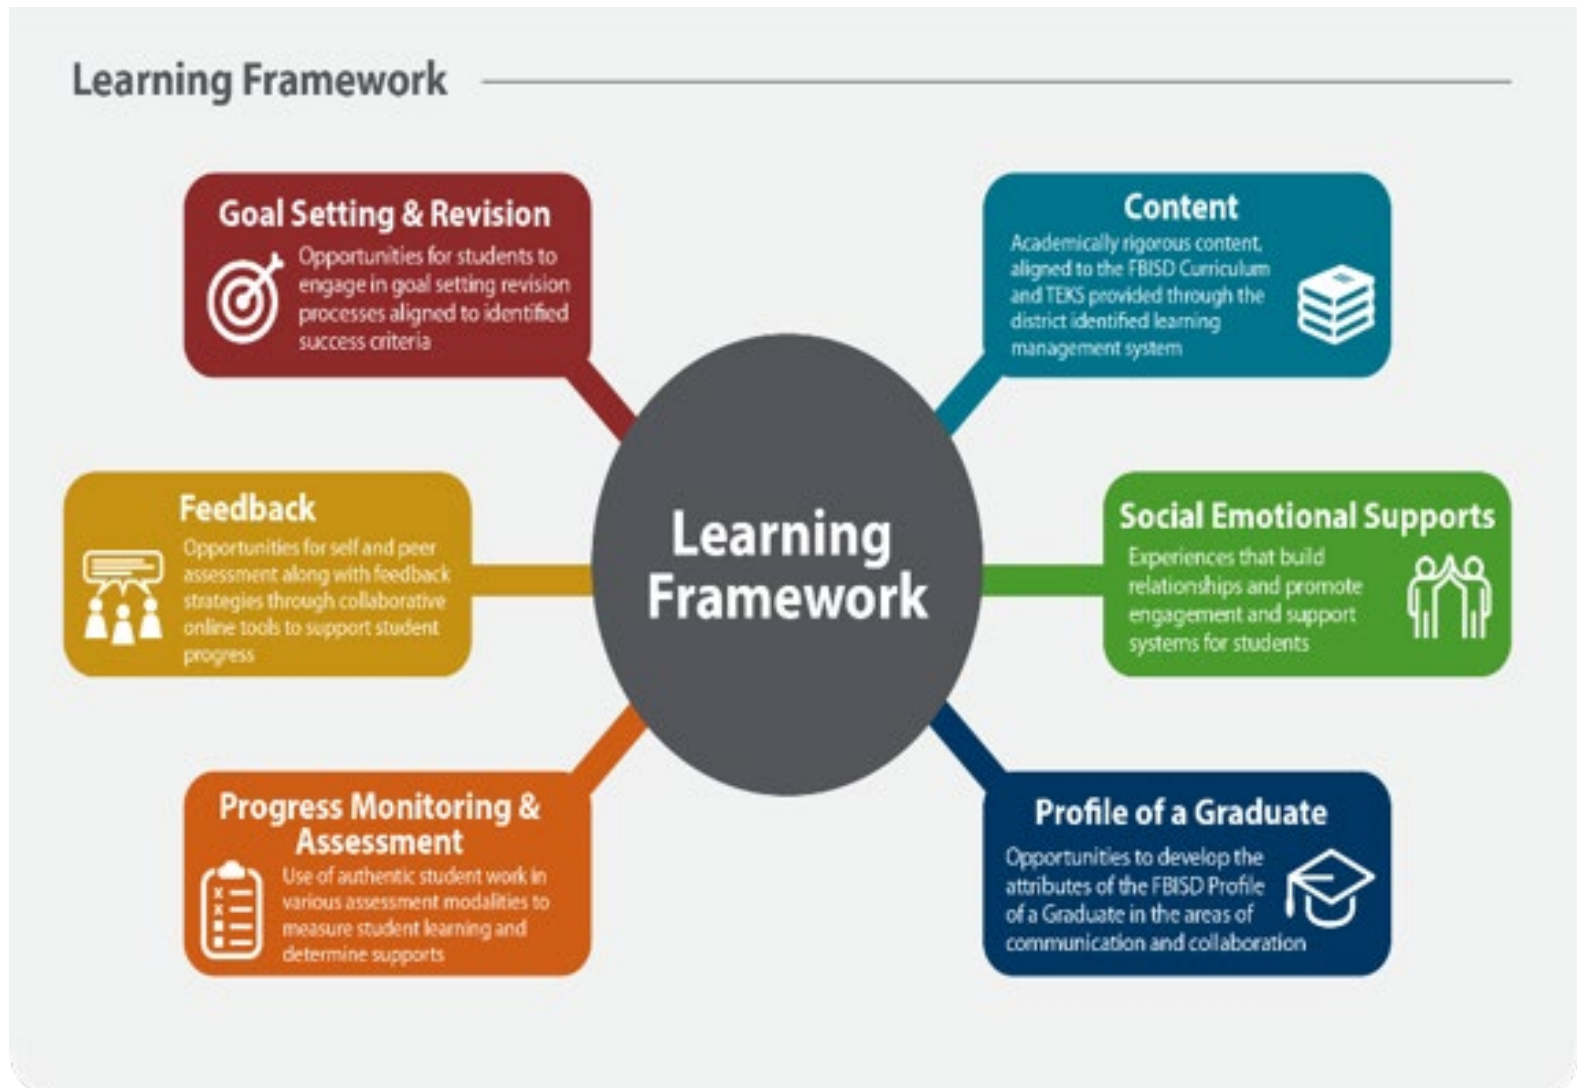 Learning Framework
Goal Setting & Revision
Opportunities for students to
engage in goal setting revision
processes aligned to identified
success criteria
Content
Academically rigorous content,
aligned to the FBISD Curriculum
and TEKS provided through the
district identified learning
management system
Feedback
Opportunities for self and peer
assessment along with feedback
strategies through collaborative
online tools to support student
progress
Learning
Framework
Social Emotional Supports
Experiences that build
relationships and promote
engagement and support
systems for students
Progress Monitoring &
Assessment
Use of authentic student work in
various assessment modalities to
measure student learning and
determine supports
Profile of a Graduate
Opportunities to develop the
attributes of the FBISD Profile
of a Graduate in the areas of
communication and collaboration